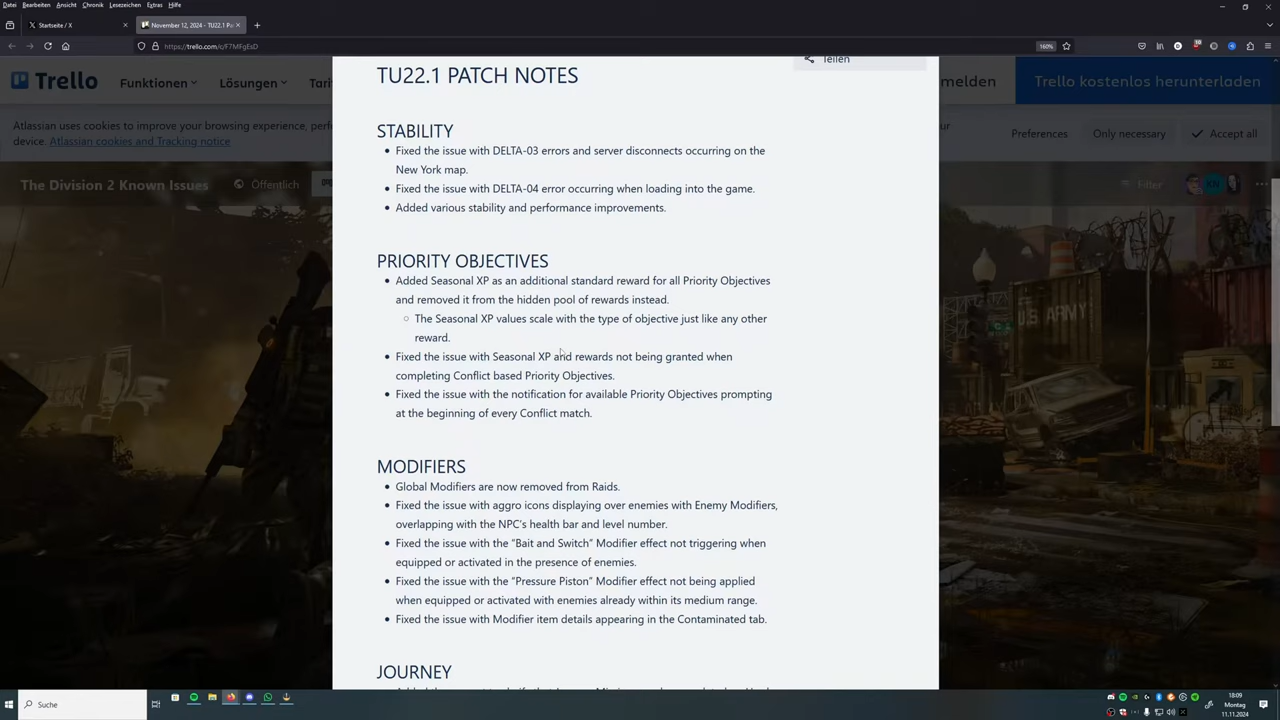 Datei Bearbeiten Ansicht Chronik Lesezeichen Extras Hilfe
Startseite / X
November 12, 2024 - TU22.1 Pa
https://trello.com/c/F7MFgEsD
160%
Teilen
TU22.1 PATCH NOTES
Trello
Funktionen
Lösungen
Tari
melden
Trello kostenlos herunterladen
Atlassian uses cookies to improve your browsing experience, perf
device. Atlassian cookies and Tracking notice
Preferences
Only necessary
Accept all
The Division 2 Known Issues
Öffentlich
Filter
KN
STABILITY
Fixed the issue with DELTA-03 errors and server disconnects occurring on the
New York map.
Fixed the issue with DELTA-04 error occurring when loading into the game.
Added various stability and performance improvements.
PRIORITY OBJECTIVES
Added Seasonal XP as an additional standard reward for all Priority Objectives
and removed it from the hidden pool of rewards instead.
The Seasonal XP values scale with the type of objective just like any other
reward.
Fixed the issue with Seasonal XP and rewards not being granted when
completing Conflict based Priority Objectives.
Fixed the issue with the notification for available Priority Objectives prompting
at the beginning of every Conflict match.
U.S. ARMY
MODIFIERS
Global Modifiers are now removed from Raids.
Fixed the issue with aggro icons displaying over enemies with Enemy Modifiers,
overlapping with the NPC's health bar and level number.
Fixed the issue with the “Bait and Switch” Modifier effect not triggering when
equipped or activated in the presence of enemies.
Fixed the issue with the “Pressure Piston” Modifier effect not being applied
when equipped or activated with enemies already within its medium range.
Fixed the issue with Modifier item details appearing in the Contaminated tab.
JOURNEY
Suche
18:09
Montag
11.11.2024